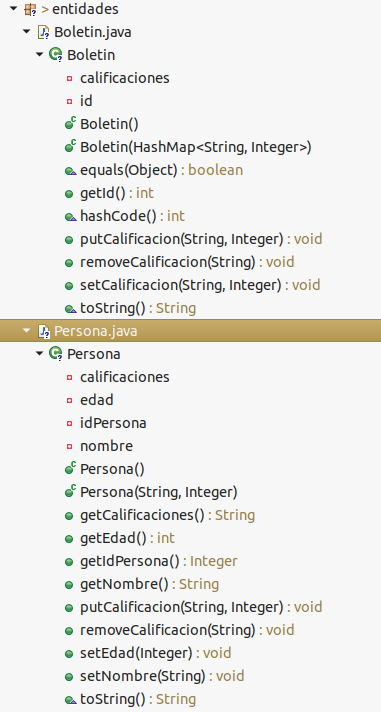 > entidades
Boletin.java
Boletin
calificaciones
id
Boletin()
Boletin(HashMap<String, Integer>)
equals(Object) : boolean
getId() : int
hashCode() : int
putCalificacion(String, Integer) : void
removeCalificacion(String) : void
setCalificacion(String, Integer) : void
toString() : String
Persona.java
Persona
calificaciones
edad
idPersona
nombre
Persona()
Persona(String, Integer)
getCalificaciones() : String
getEdad() : int
getIdPersona() : Integer
getNombre() : String
putCalificacion(String, Integer) : void
removeCalificacion(String) : void
setEdad(Integer) : void
setNombre(String) : void
toString() : String